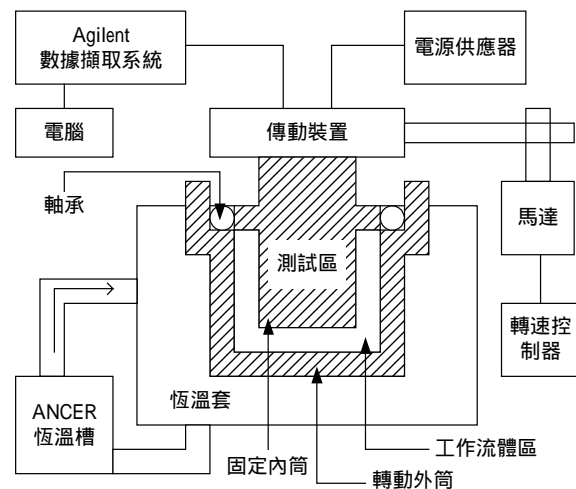 Agilent
數據擷取系統
電源供應器
電腦
傳動裝置
軸承
馬達
測試區
轉速控
制器
恆溫套
ANCER
恆溫槽
工作流體區
固定內筒
轉動外筒